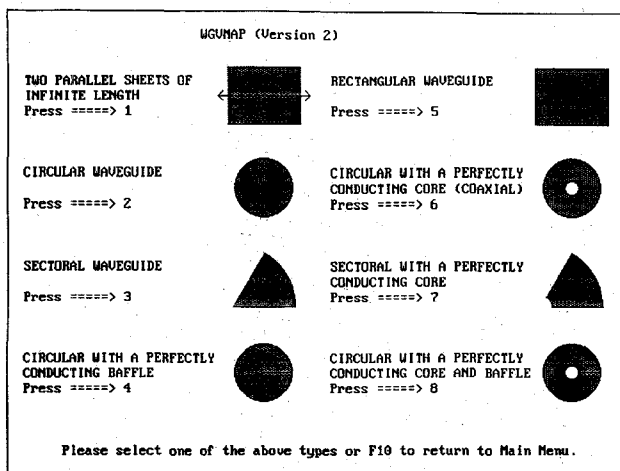 WGVMAP (Version 2)
TWO PARALLEL SHEETS OF
INFINITE LENGTH
Press =====> 1
RECTANGULAR WAVEGUIDE
Press =====> 5
CIRCULAR WAVEGUIDE
Press =====> 2
CIRCULAR WITH A PERFECTLY
CONDUCTING CORE (COAXIAL)
Press =====> 6
SECTORAL WAVEGUIDE
Press =====> 3
SECTORAL WITH A PERFECTLY
CONDUCTING CORE
Press =====> 7
CIRCULAR WITH A PERFECTLY
CONDUCTING BAFFLE
Press =====> 4
CIRCULAR WITH A PERFECTLY
CONDUCTING CORE AND BAFFLE
Press =====> 8
Please select one of the above types or F10 to return to Main Menu.